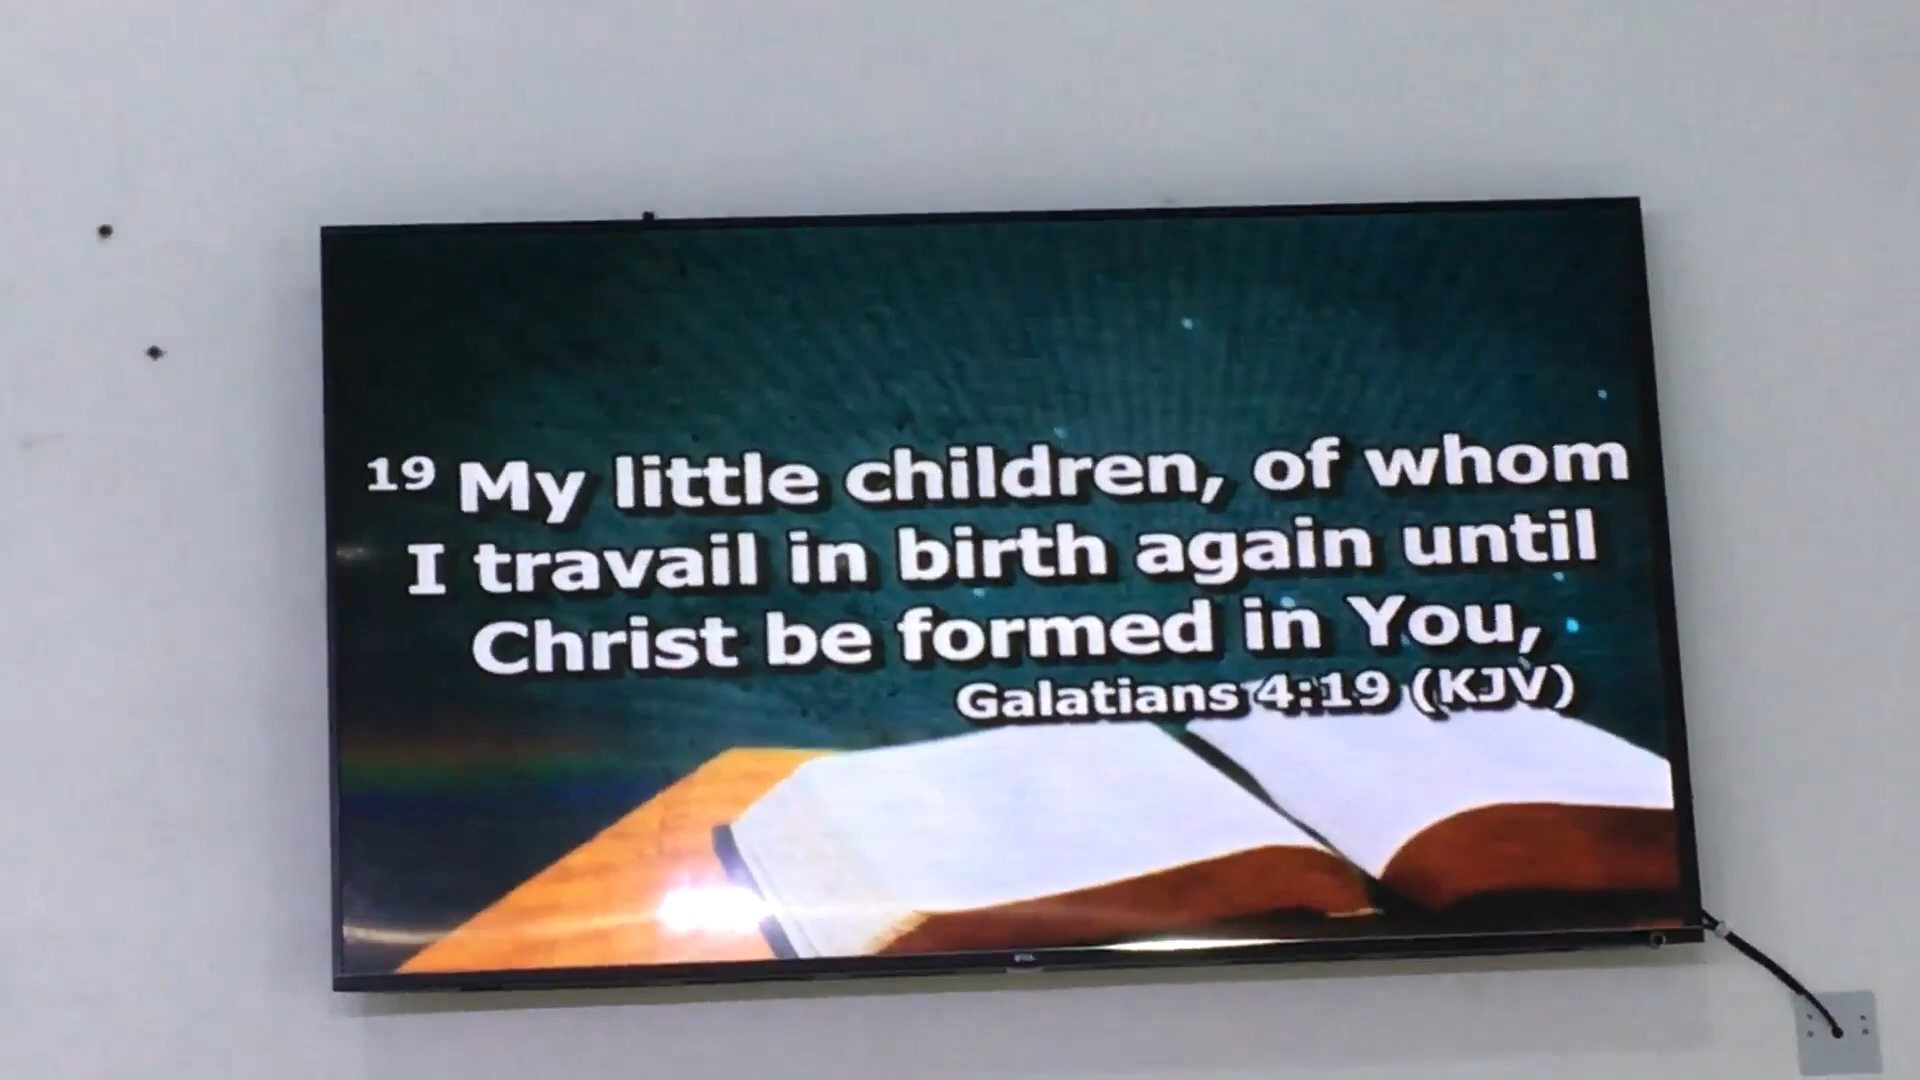 19 My little children, of whom
I travail in birth again until
Christ be formed in You,
Galatians 4:19 (KJV)